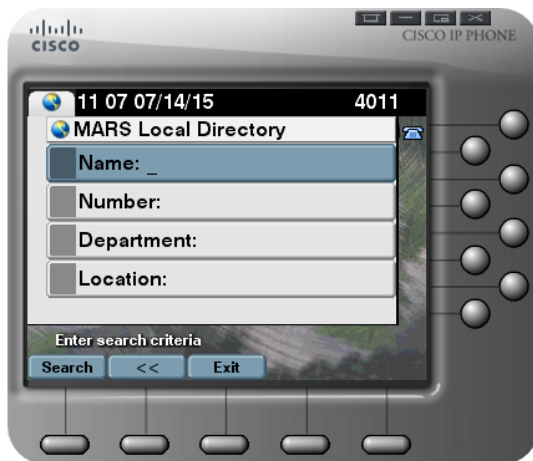 CISCO
CISCO IP PHONE
11 07 07/14/15 4011
MARS Local Directory
Name: _
Number:
Department:
Location:
Enter search criteria
Search << Exit